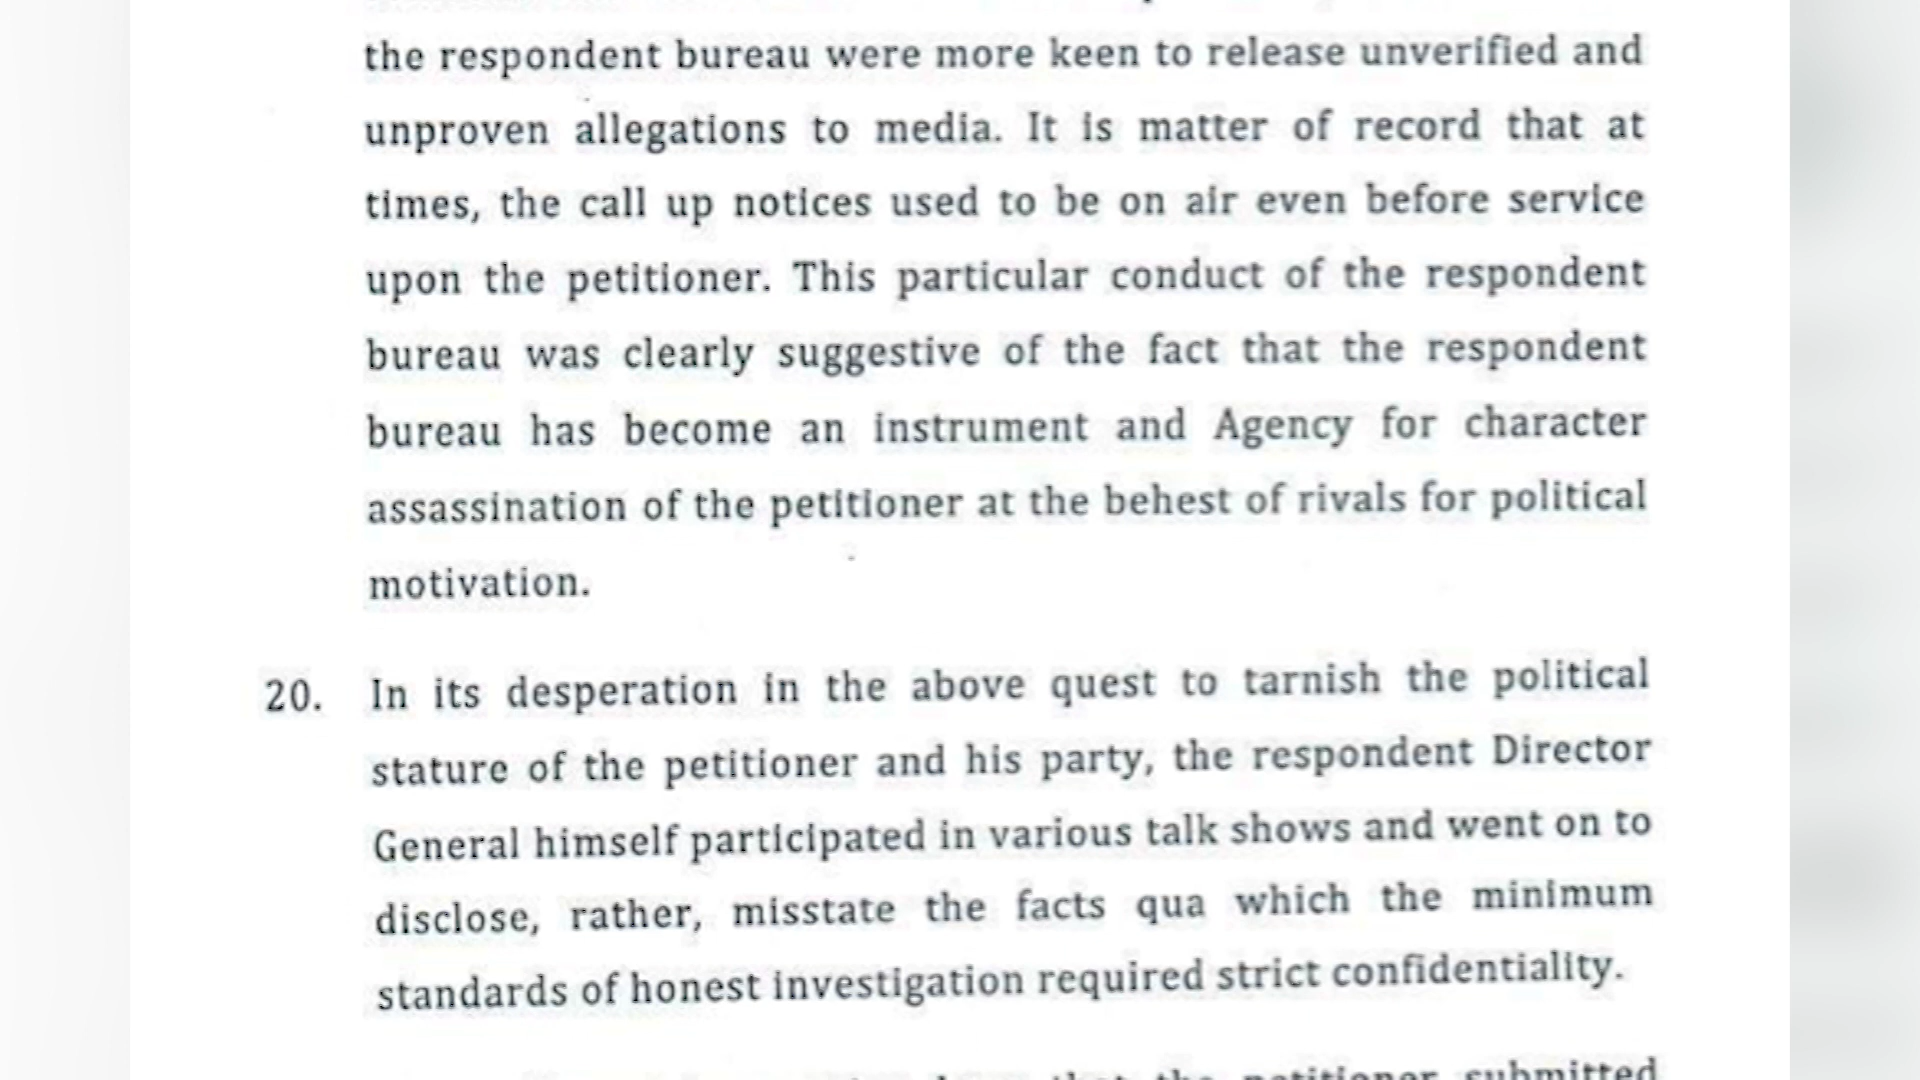 the respondent bureau were more keen to release unverified and
unproven allegations to media. It is matter of record that at
times, the call up notices used to be on air even before service
upon the petitioner. This particular conduct of the respondent
bureau was clearly suggestive of the fact that the respondent
bureau has become an instrument and Agency for character
assassination of the petitioner at the behest of rivals for political
motivation.
20. In its desperation in the above quest to tarnish the political
stature of the petitioner and his party, the respondent Director
General himself participated in various talk shows and went on to
disclose, rather, misstate the facts qua which the minimum
standards of honest investigation required strict confidentiality.
that the petitioner submitted